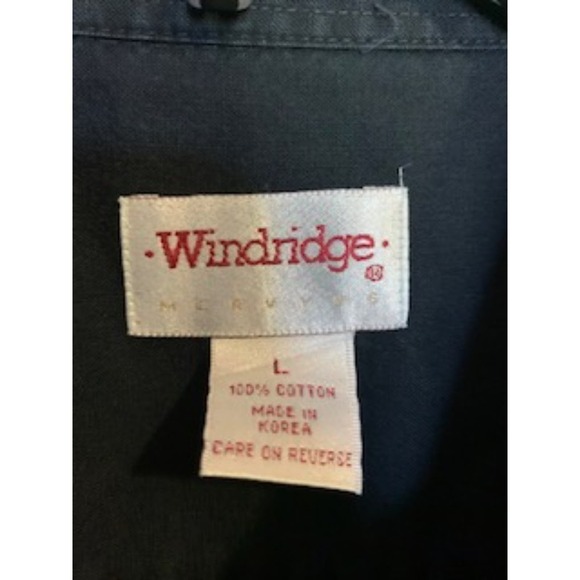 ·Windridge·®
MERVYNS
L
100% COTTON
MADE IN
KOREA
CARE ON REVERSE